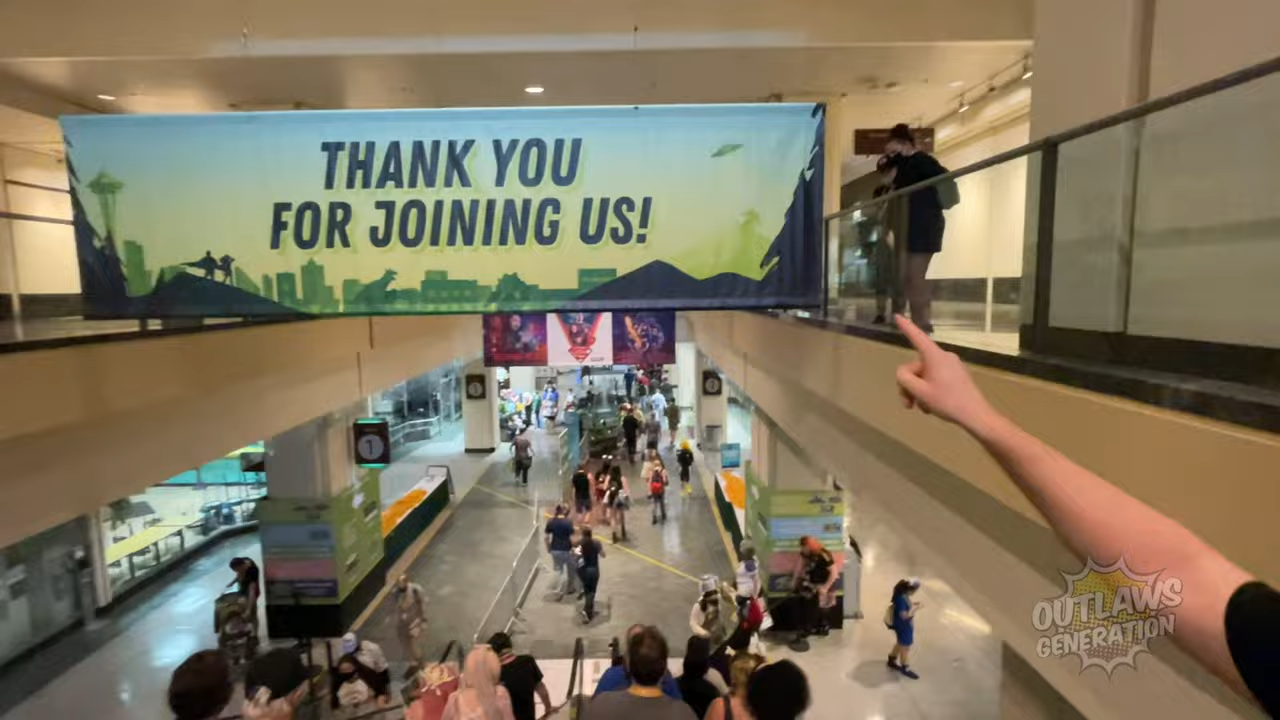 THANK YOU
FOR JOINING US!
1
OUTLAWS
GENERATION